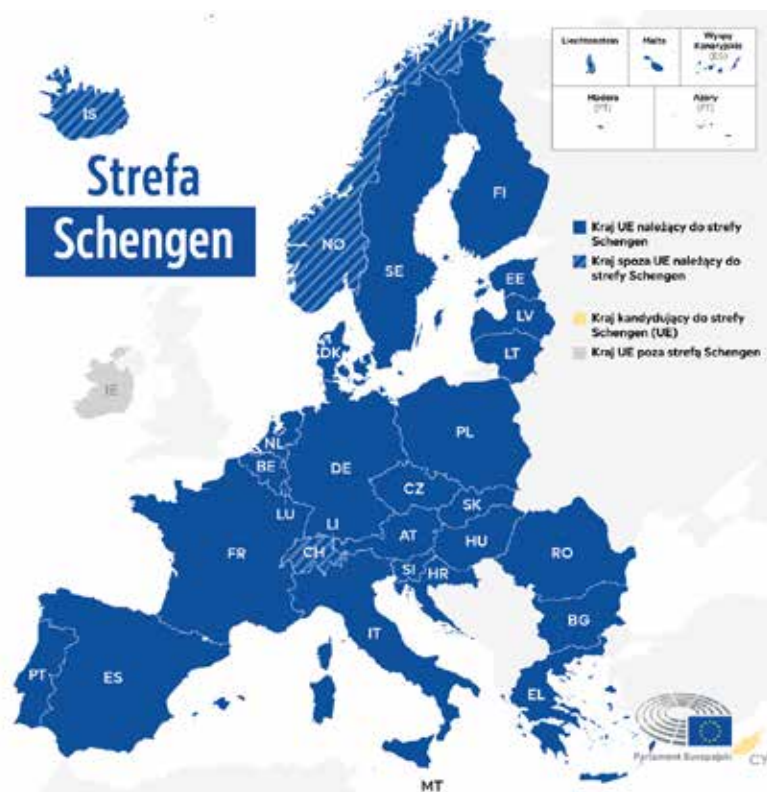 Strefa
Schengen
Liechtenstein
Malta
Wyspy
Kanaryjskie
(ES)
Madera
(PT)
Azory
(PT)
Kraj UE należący do strefy
Schengen
Kraj spoza UE należący do
strefy Schengen
Kraj kandydujący do strefy
Schengen (UE)
Kraj UE poza strefą Schengen
IS
NO
SE
FI
EE
LV
LT
DK
IE
NL
BE
LU
DE
PL
CZ
SK
LI
CH
AT
HU
FR
SI
HR
RO
BG
IT
PT
ES
EL
MT
CY
Parlament Europejski